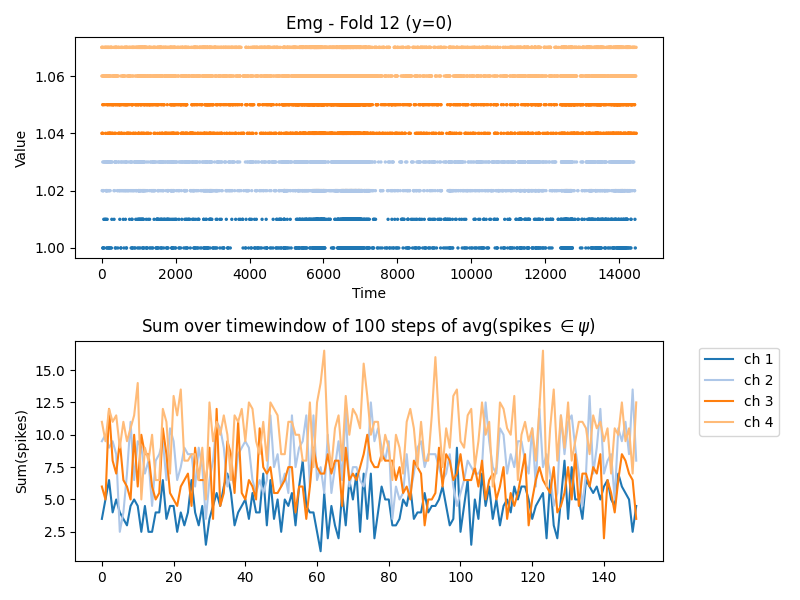 Emg - Fold 12 (y=0)
Value
1.06
1.04
1.02
1.00
0 2000 4000 6000 8000 10000 12000 14000
Time
Sum over timewindow of 100 steps of avg(spikes ∈ψ)
Sum(spikes)
15.0
12.5
10.0
7.5
5.0
2.5
0 20 40 60 80 100 120 140
ch 1
ch 2
ch 3
ch 4